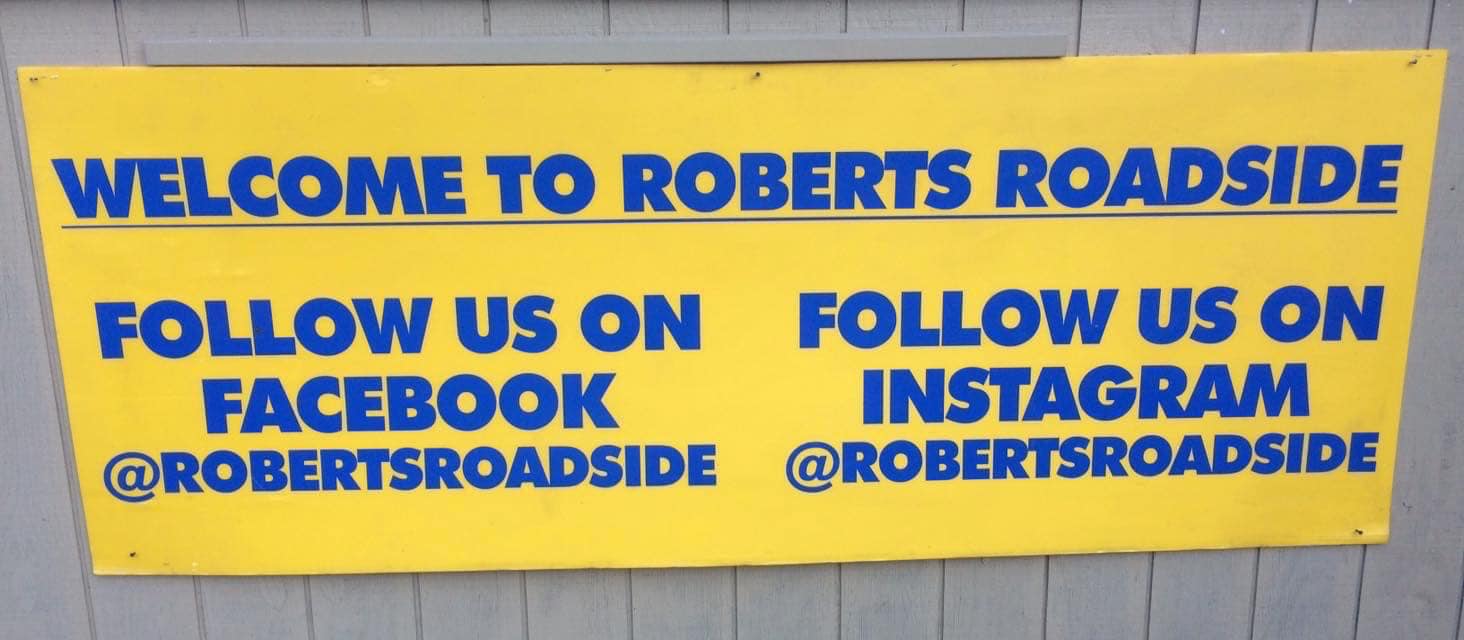 WELCOME TO ROBERTS ROADSIDE
FOLLOW US ON
FACEBOOK
@ROBERTSROADSIDE
FOLLOW US ON
INSTAGRAM
@ROBERTSROADSIDE